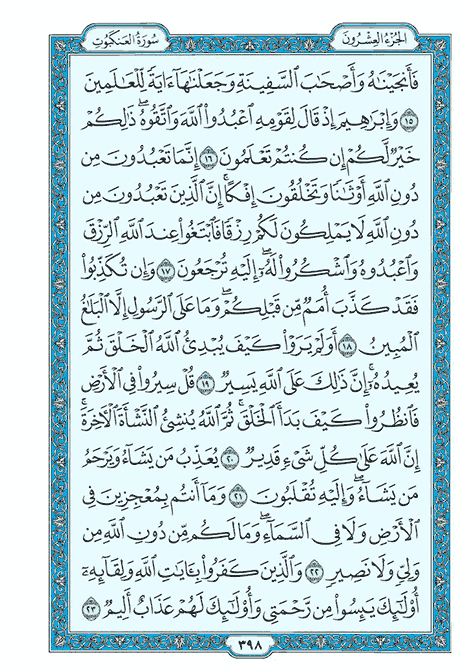 الجزء العشرون
سورة العنكبوت
فَأَنجَيْنَٰهُ وَأَصْحَٰبَ ٱلسَّفِينَةِ وَجَعَلْنَٰهَآ ءَايَةً لِّلْعَٰلَمِينَ
١٥ وَإِبْرَٰهِيمَ إِذْ قَالَ لِقَوْمِهِ ٱعْبُدُوا۟ ٱللَّهَ وَٱتَّقُوهُ ۖ ذَٰلِكُمْ
خَيْرٌ لَّكُمْ إِن كُنتُمْ تَعْلَمُونَ ١٦ إِنَّمَا تَعْبُدُونَ مِن
دُونِ ٱللَّهِ أَوْثَٰنًا وَتَخْلُقُونَ إِفْكًا ۚ إِنَّ ٱلَّذِينَ تَعْبُدُونَ مِن
دُونِ ٱللَّهِ لَا يَمْلِكُونَ لَكُمْ رِزْقًا فَٱبْتَغُوا۟ عِندَ ٱللَّهِ ٱلرِّزْقَ
وَٱعْبُدُوهُ وَٱشْكُرُوا۟ لَهُۥٓ ۖ إِلَيْهِ تُرْجَعُونَ ١٧ وَإِن تُكَذِّبُوا۟
فَقَدْ كَذَّبَ أُمَمٌ مِّن قَبْلِكُمْ ۖ وَمَا عَلَى ٱلرَّسُولِ إِلَّا ٱلْبَلَٰغُ
ٱلْمُبِينُ ١٨ أَوَلَمْ يَرَوْا۟ كَيْفَ يُبْدِئُ ٱللَّهُ ٱلْخَلْقَ ثُمَّ
يُعِيدُهُۥٓ ۚ إِنَّ ذَٰلِكَ عَلَى ٱللَّهِ يَسِيرٌ ١٩ قُلْ سِيرُوا۟ فِى ٱلْأَرْضِ
فَٱنظُرُوا۟ كَيْفَ بَدَأَ ٱلْخَلْقَ ۚ ثُمَّ ٱللَّهُ يُنشِئُ ٱلنَّشْأَةَ ٱلْءَاخِرَةَ ۚ
إِنَّ ٱللَّهَ عَلَىٰ كُلِّ شَىْءٍ قَدِيرٌ ٢٠ يُعَذِّبُ مَن يَشَآءُ وَيَرْحَمُ
مَن يَشَآءُ ۖ وَإِلَيْهِ تُقْلَبُونَ ٢١ وَمَآ أَنتُم بِمُعْجِزِينَ فِى
ٱلْأَرْضِ وَلَا فِى ٱلسَّمَآءِ ۖ وَمَا لَكُم مِّن دُونِ ٱللَّهِ مِن
وَلِىٍّ وَلَا نَصِيرٍ ٢٢ وَٱلَّذِينَ كَفَرُوا۟ بِـَٔايَٰتِ ٱللَّهِ وَلِقَآئِهِۦٓ
أُو۟لَٰٓئِكَ يَئِسُوا۟ مِن رَّحْمَتِى وَأُو۟لَٰٓئِكَ لَهُمْ عَذَابٌ أَلِيمٌ ٢٣
٣٩٨